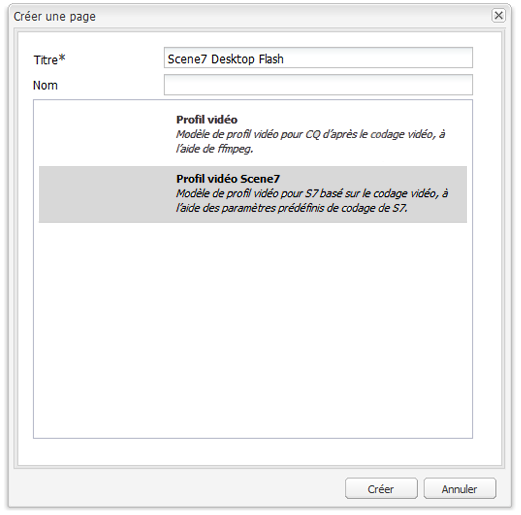 Créer une page
Titre*
Scene7 Desktop Flash
Nom
Profil vidéo
Modèle de profil vidéo pour CQ d'après le codage vidéo, à
l'aide de ffmpeg.
Profil vidéo Scene7
Modèle de profil vidéo pour S7 basé sur le codage vidéo, à
l'aide des paramètres prédéfinis de codage de S7.
Créer
Annuler